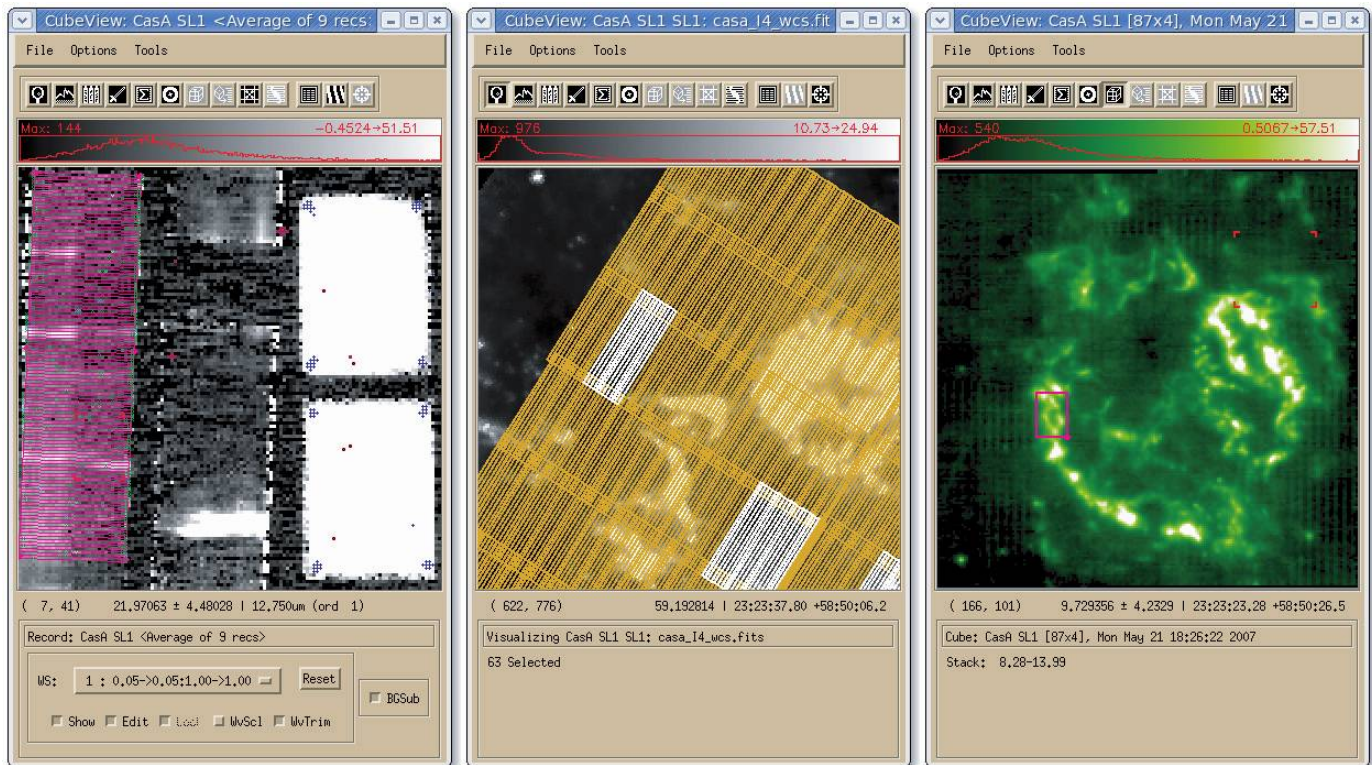 CubeView: CasA SL1 <Average of 9 recs>
File Options Tools
Max: 144 -0.4524→51.51
( 7, 41) 21.97063 ± 4.48028 | 12.750um (ord 1)
Record: CasA SL1 <Average of 9 recs>
WS: 1 : 0.05->0.05:1.00->1.00 Reset
BGSub
Show Edit Lock WvScl WvTrim
CubeView: CasA SL1 SL1: casa_I4_wcs.fit
File Options Tools
Max: 976 10.73→24.94
( 622, 776) 59.192814 | 23:23:37.80 +58:50:06.2
Visualizing CasA SL1 SL1: casa_I4_wcs.fits
63 Selected
CubeView: CasA SL1 [87x4], Mon May 21
File Options Tools
Max: 540 0.5067→57.51
( 166, 101) 9.729356 ± 4.2329 | 23:23:23.28 +58:50:26.5
Cube: CasA SL1 [87x4], Mon May 21 18:26:22 2007
Stack: 8.28-13.99